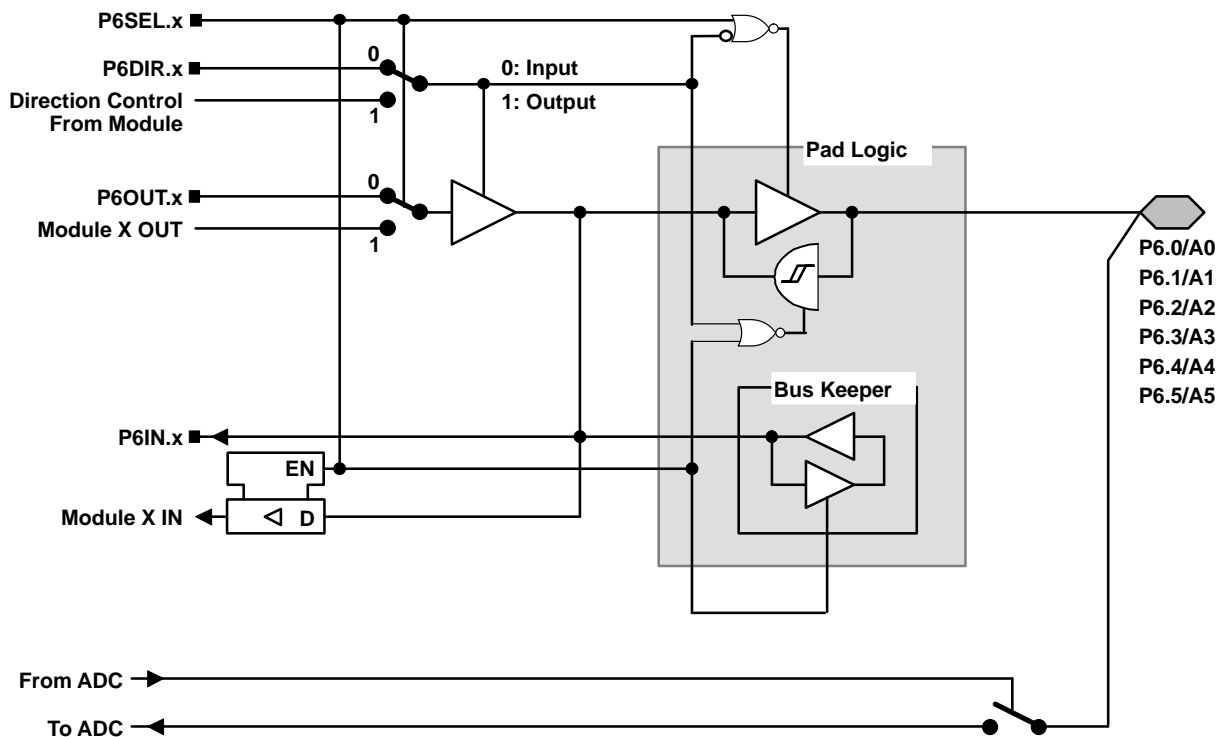 P6SEL.x
P6DIR.x
0
0: Input
Direction Control
From Module
1
1: Output
Pad Logic
P6OUT.x
0
Module X OUT
1
P6.0/A0
P6.1/A1
P6.2/A2
P6.3/A3
P6.4/A4
P6.5/A5
Bus Keeper
P6IN.x
EN
Module X IN
D
From ADC
To ADC